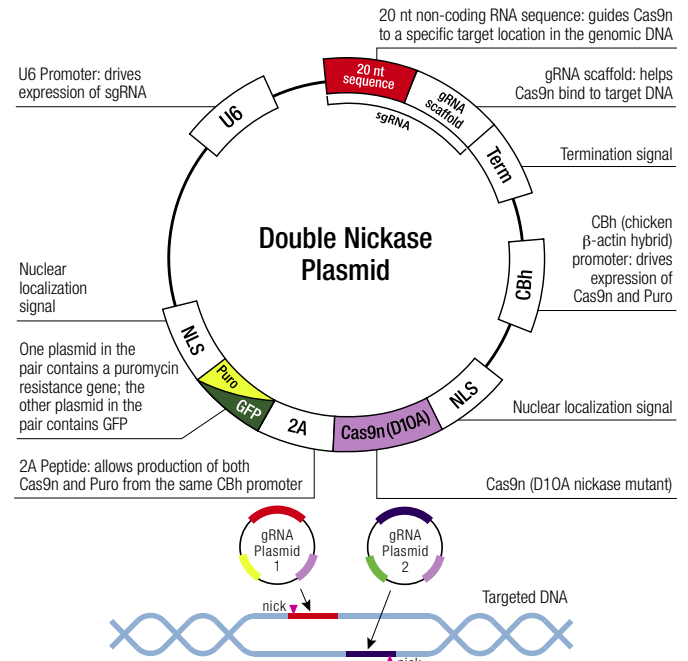 20 nt non-coding RNA sequence: guides Cas9n
to a specific target location in the genomic DNA
U6 Promoter: drives
expression of sgRNA
gRNA scaffold: helps
Cas9n bind to target DNA
20 nt
sequence
gRNA
scaffold
sgRNA
U6
Term
Termination signal
Double Nickase
Plasmid
CBh (chicken
β-actin hybrid)
promoter: drives
expression of
Cas9n and Puro
CBh
Nuclear
localization
signal
NLS
One plasmid in the
pair contains a puromycin
resistance gene; the
other plasmid in the
pair contains GFP
Puro
GFP
2A
Cas9n (D10A)
NLS
Nuclear localization signal
2A Peptide: allows production of both
Cas9n and Puro from the same CBh promoter
Cas9n (D10A nickase mutant)
gRNA
Plasmid
1
gRNA
Plasmid
2
nick
Targeted DNA
nick